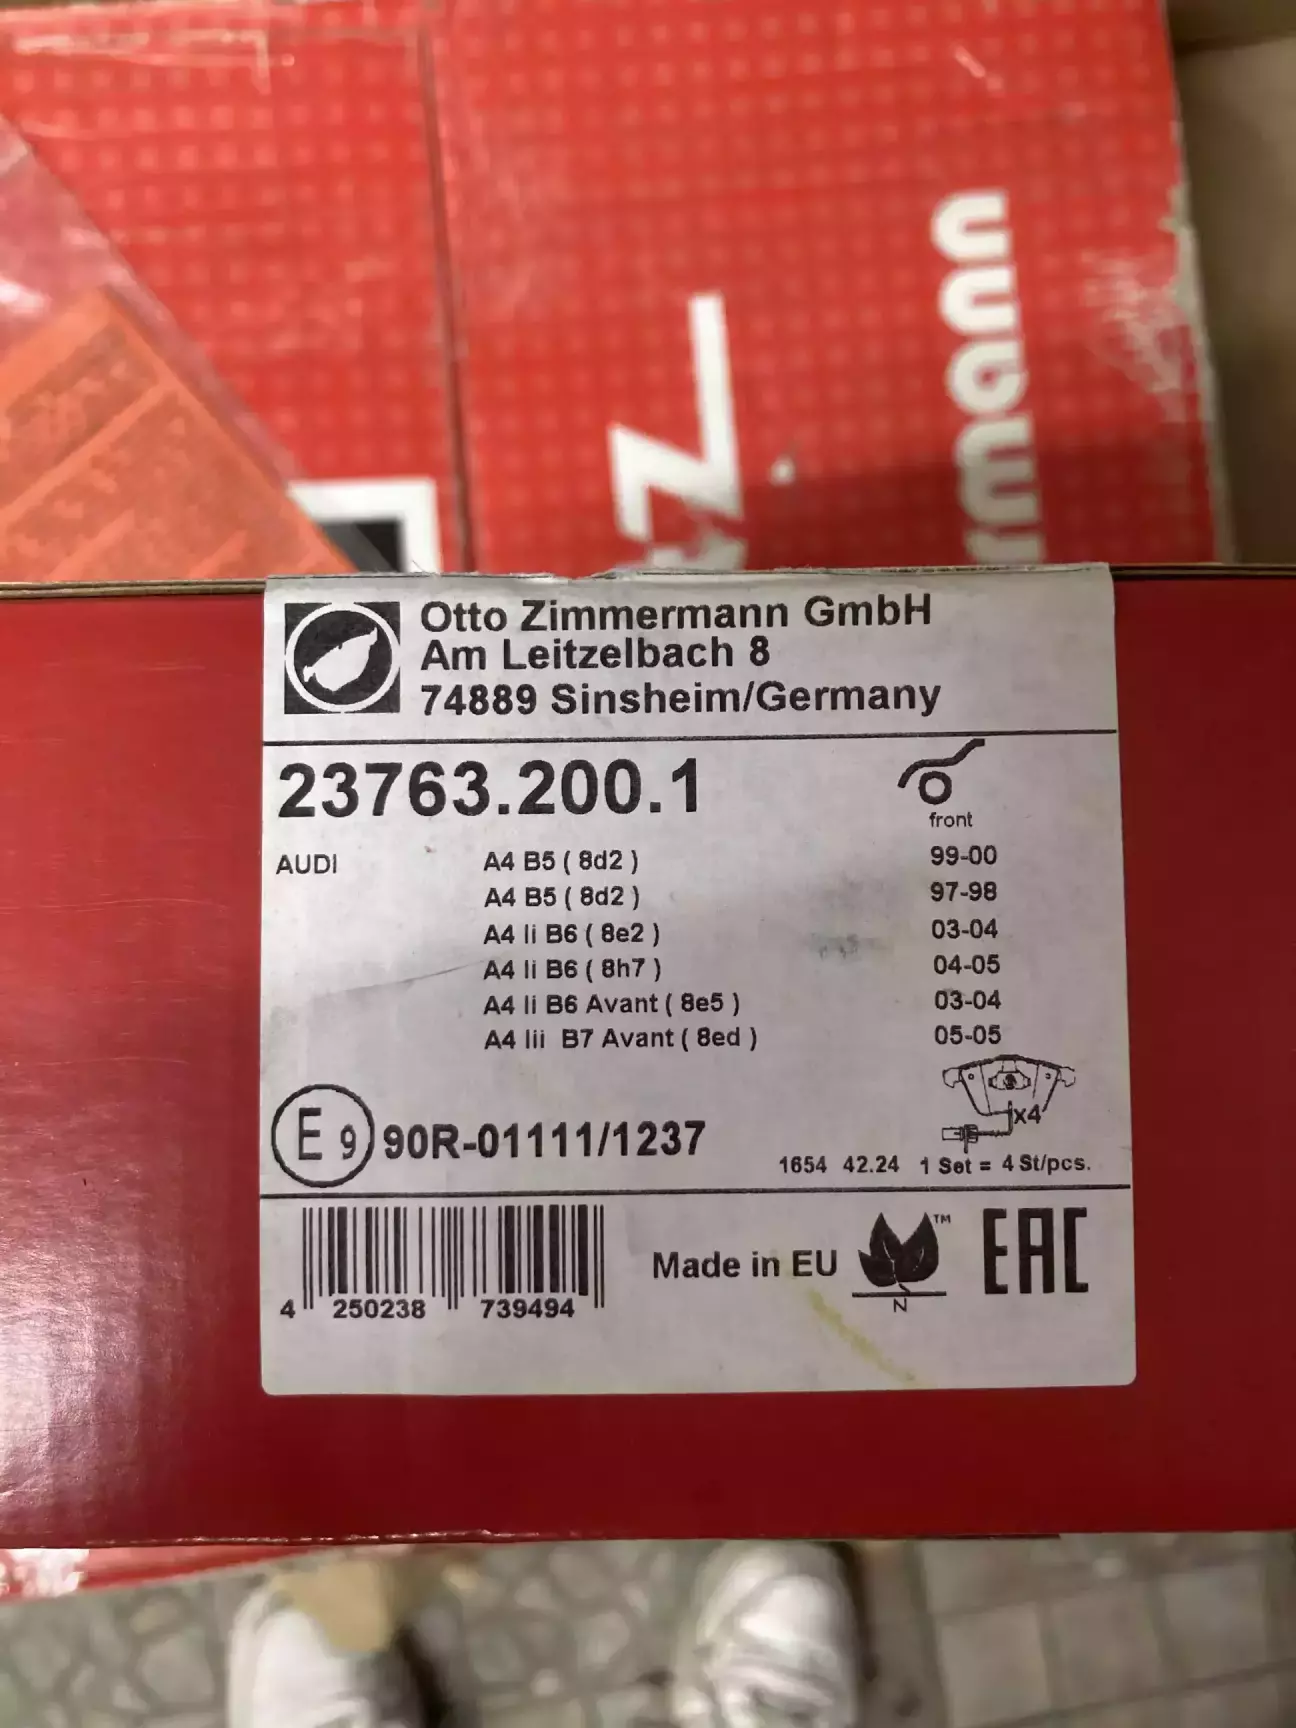 Z.
Otto Zimmermann GmbH
Am Leitzelbach 8
74889 Sinsheim/Germany
23763.200.1
front
AUDI A4 B5 ( 8d2 ) 99-00
A4 B5 ( 8d2 ) 97-98
A4 Ii B6 ( 8e2 ) 03-04
A4 Ii B6 ( 8h7 ) 04-05
A4 Ii B6 Avant ( 8e5 ) 03-04
A4 Iii B7 Avant ( 8ed ) 05-05
x4
E 9 90R-01111/1237
1654 42.24 1 Set = 4 St/pcs.
Made in EU TM EAC
N
4 250238 739494